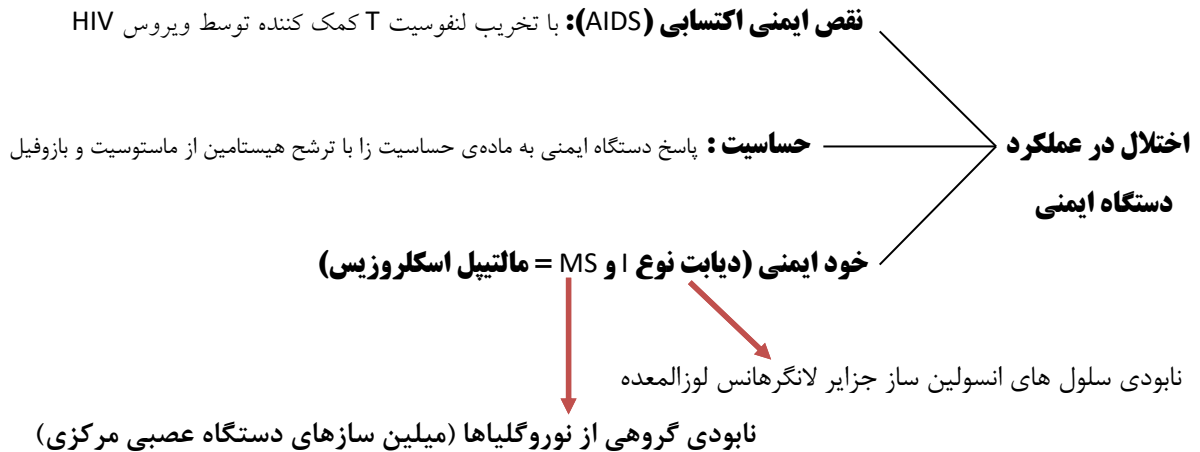 نقص ایمنی اکتسابی (AIDS): با تخریب لنفوسیت T کمک کننده توسط ویروس HIV
اختلال در عملکرد
دستگاه ایمنی
حساسیت : پاسخ دستگاه ایمنی به ماده‌ی حساسیت زا با ترشح هیستامین از ماستوسیت و بازوفیل
خود ایمنی (دیابت نوع I و MS = مالتیپل اسکلروزیس)
نابودی سلول های انسولین ساز جزایر لانگرهانس لوزالمعده
نابودی گروهی از نوروگلیاها (میلین سازهای دستگاه عصبی مرکزی)